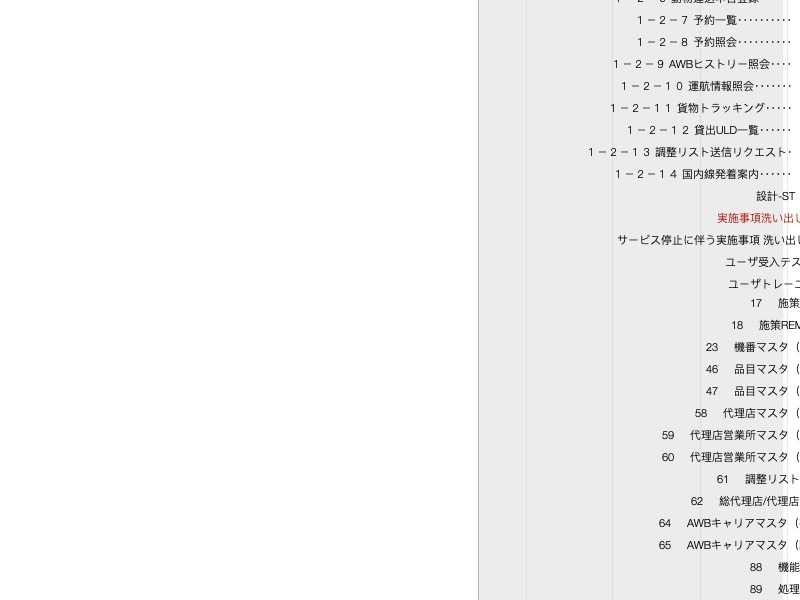 1－2－7 予約一覧･･････････
1－2－8 予約照会･･････････
1－2－9 AWBヒストリー照会････
1－2－10 運航情報照会･･･････
1－2－11 貨物トラッキング･････
1－2－12 貸出ULD一覧･･････
1－2－13 調整リスト送信リクエスト･
1－2－14 国内線発着案内･･････
設計-ST
実施事項洗い出し
サービス停止に伴う実施事項 洗い出し
ユーザ受入テス
ユーザトレーニ
17 施策
18 施策REM
23 機番マスタ（
46 品目マスタ（
47 品目マスタ（
58 代理店マスタ（
59 代理店営業所マスタ（
60 代理店営業所マスタ（
61 調整リスト
62 総代理店/代理店
64 AWBキャリアマスタ（
65 AWBキャリアマスタ（
88 機能
89 処理